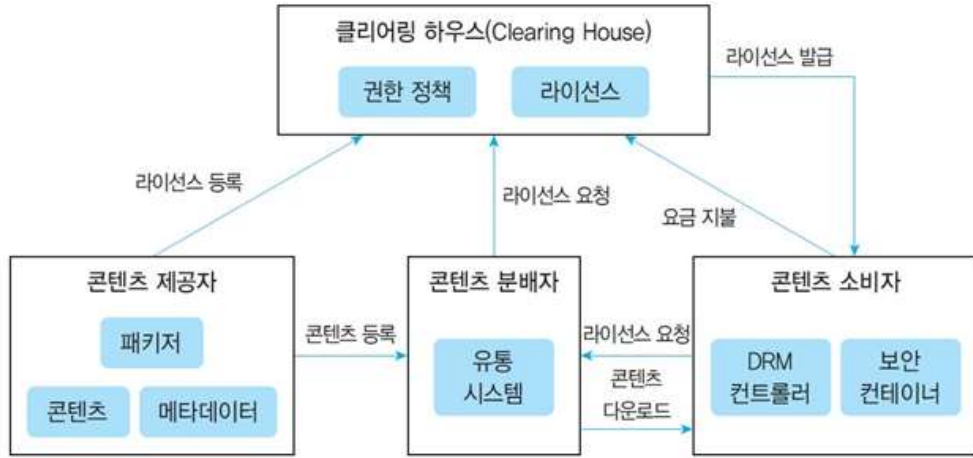 클리어링 하우스(Clearing House)
권한 정책
라이선스
라이선스 발급
라이선스 등록
라이선스 요청
요금 지불
콘텐츠 제공자
패키저
콘텐츠
메타데이터
콘텐츠 등록
콘텐츠 분배자
유통
시스템
라이선스 요청
콘텐츠
다운로드
콘텐츠 소비자
DRM
컨트롤러
보안
컨테이너